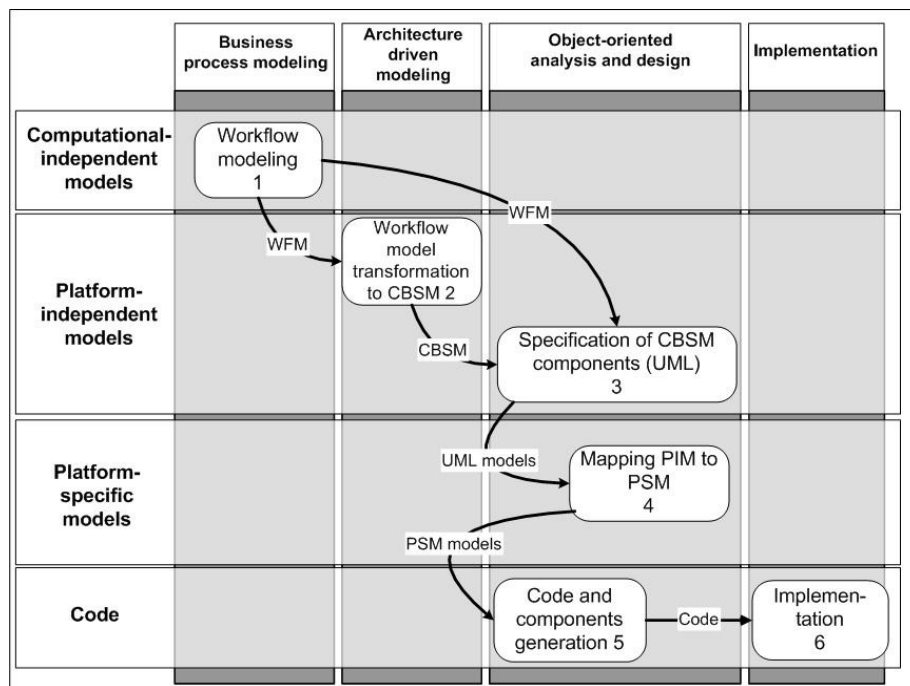 Business
process modeling
Architecture
driven
modeling
Object-oriented
analysis and design
Implementation
Computational-
independent
models
Workflow
modeling
1
WFM
WFM
Platform-
independent
models
Workflow
model
transformation
to CBSM 2
CBSM
Specification of CBSM
components (UML)
3
Platform-
specific
models
UML models
Mapping PIM to
PSM
4
PSM models
Code
Code and
components
generation 5
Code
Implemen-
tation
6